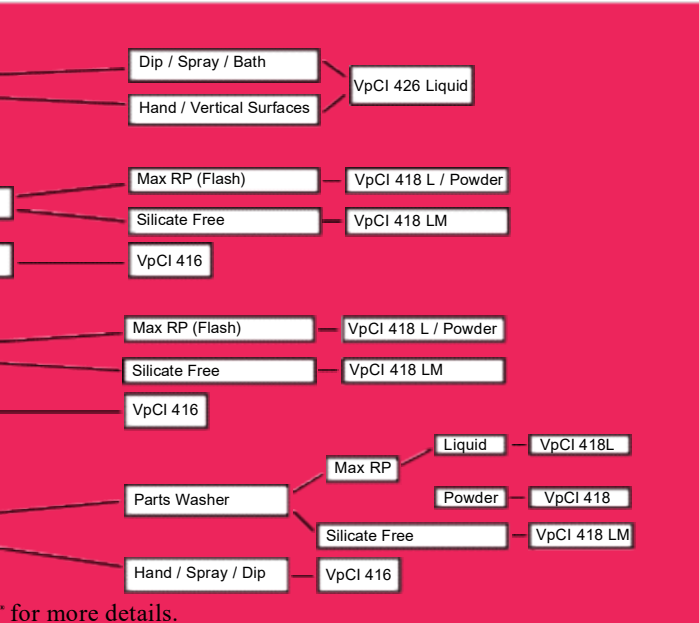 Dip / Spray / Bath
VpCI 426 Liquid
Hand / Vertical Surfaces
Max RP (Flash)
VpCI 418 L / Powder
Silicate Free
VpCI 418 LM
VpCI 416
Max RP (Flash)
VpCI 418 L / Powder
Silicate Free
VpCI 418 LM
VpCI 416
Liquid
VpCI 418L
Max RP
Parts Washer
Powder
VpCI 418
Silicate Free
VpCI 418 LM
Hand / Spray / Dip
VpCI 416
for more details.